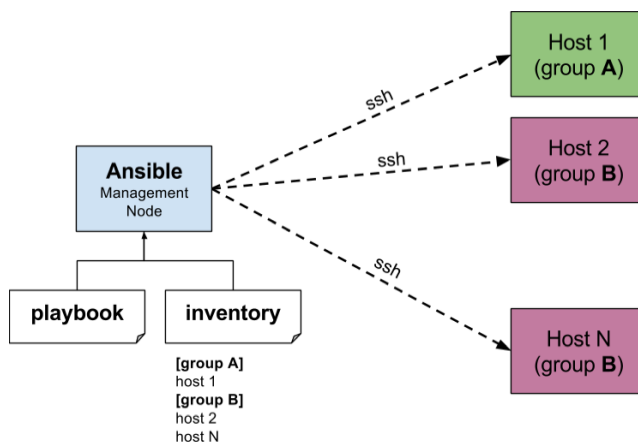 Host 1
(group A)
ssh
Host 2
(group B)
ssh
Ansible
Management
Node
ssh
playbook
inventory
Host N
(group B)
[group A]
host 1
[group B]
host 2
host N